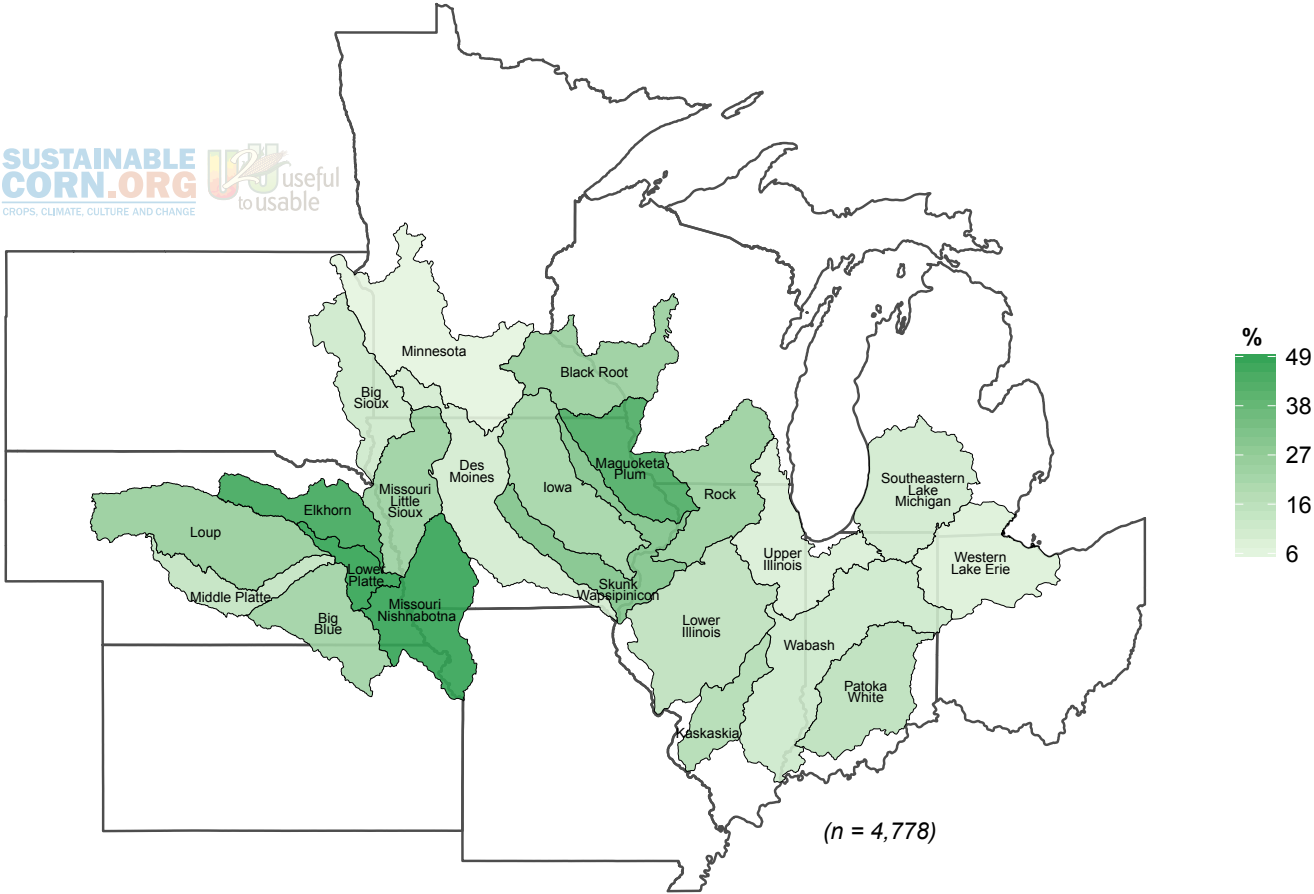 SUSTAINABLE
CORN.ORG
CROPS, CLIMATE, CULTURE AND CHANGE
U2U useful
to usable
Minnesota
Black Root
Big
Sioux
%
49
38
27
16
6
Maquoketa
Plum
Des
Moines
Iowa
Rock
Southeastern
Lake
Michigan
Missouri
Little
Sioux
Elkhorn
Loup
Upper
Illinois
Western
Lake Erie
Lower
Platte
Middle Platte
Missouri
Nishnabotna
Skunk
Wapsipinicon
Big
Blue
Lower
Illinois
Wabash
Patoka
White
Kaskaskia
(n = 4,778)